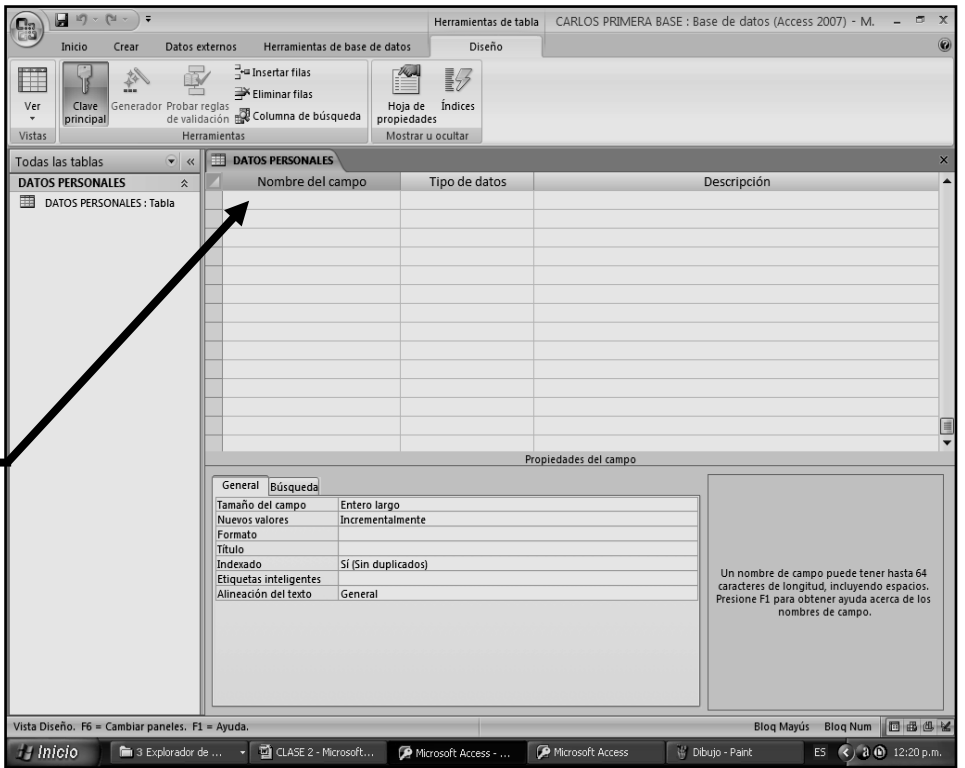 Herramientas de tabla
CARLOS PRIMERA BASE : Base de datos (Access 2007) - M.
Inicio
Crear
Datos externos
Herramientas de base de datos
Diseño
Ver
Clave principal
Generador
Probar reglas de validación
Insertar filas
Eliminar filas
Columna de búsqueda
Hoja de propiedades
Índices
Vistas
Herramientas
Mostrar u ocultar
Todas las tablas
DATOS PERSONALES
DATOS PERSONALES : Tabla
DATOS PERSONALES
Nombre del campo
Tipo de datos
Descripción
Propiedades del campo
General
Búsqueda
Tamaño del campo
Entero largo
Nuevos valores
Incrementalmente
Formato
Título
Indexado
Sí (Sin duplicados)
Etiquetas inteligentes
Alineación del texto
General
Un nombre de campo puede tener hasta 64
caracteres de longitud, incluyendo espacios.
Presione F1 para obtener ayuda acerca de los
nombres de campo.
Vista Diseño. F6 = Cambiar paneles. F1 = Ayuda.
Bloq Mayús
Bloq Num
Inicio
3 Explorador de ...
CLASE 2 - Microsoft...
Microsoft Access - ...
Microsoft Access
Dibujo - Paint
ES
12:20 p.m.